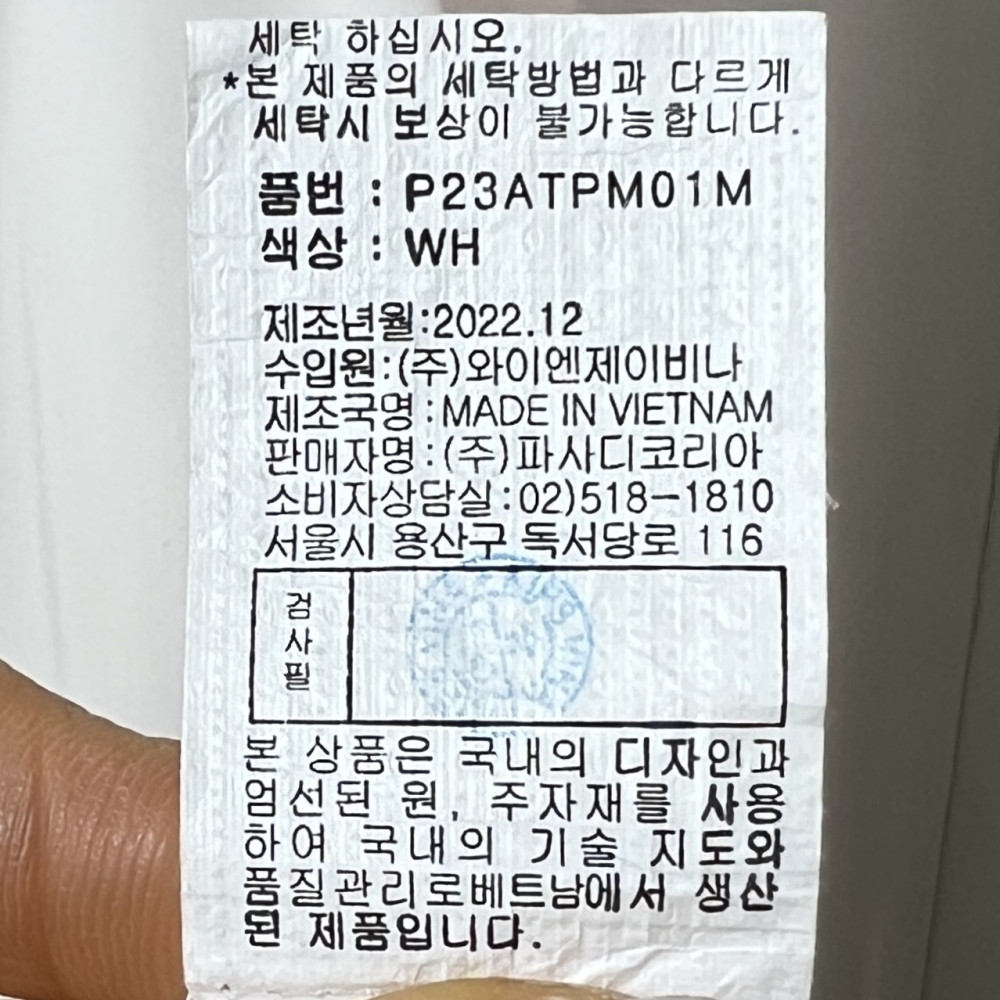 세탁 하십시오.
*본 제품의 세탁방법과 다르게
세탁시 보상이 불가능합니다.
품번 : P23ATPM01M
색상 : WH
제조년월:2022.12
수입원:(주)와이엔제이비나
제조국명:MADE IN VIETNAM
판매자명:(주)파사디코리아
소비자상담실:02)518-1810
서울시 용산구 독서당로 116
검
사
필
본 상품은 국내의 디자인과
엄선된 원, 주자재를 사용
하여 국내의 기술 지도와
품질관리로베트남에서 생산
된 제품입니다.